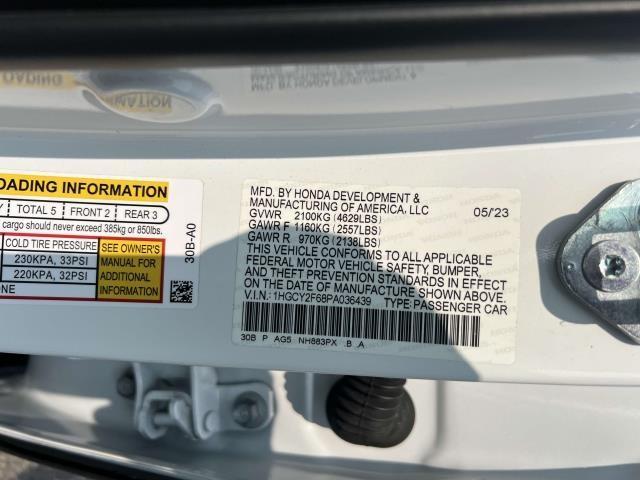 OADING INFORMATION
Y TOTAL 5 FRONT 2 REAR 3
cargo should never exceed 385kg or 850lbs.
COLD TIRE PRESSURE
230KPA, 33PSI
220KPA, 32PSI
ONE
SEE OWNER'S
MANUAL FOR
ADDITIONAL
INFORMATION
30B-A0
MFD. BY HONDA DEVELOPMENT &
MANUFACTURING OF AMERICA, LLC 05/23
GVWR 2100KG (4629LBS)
GAWR F 1160KG (2557LBS)
GAWR R 970KG (2138LBS)
THIS VEHICLE CONFORMS TO ALL APPLICABLE
FEDERAL MOTOR VEHICLE SAFETY, BUMPER,
AND THEFT PREVENTION STANDARDS IN EFFECT
ON THE DATE OF MANUFACTURE SHOWN ABOVE.
V.I.N.: 1HGCY2F68PA036439 TYPE PASSENGER CAR
30B P AG5 NH883PX B A